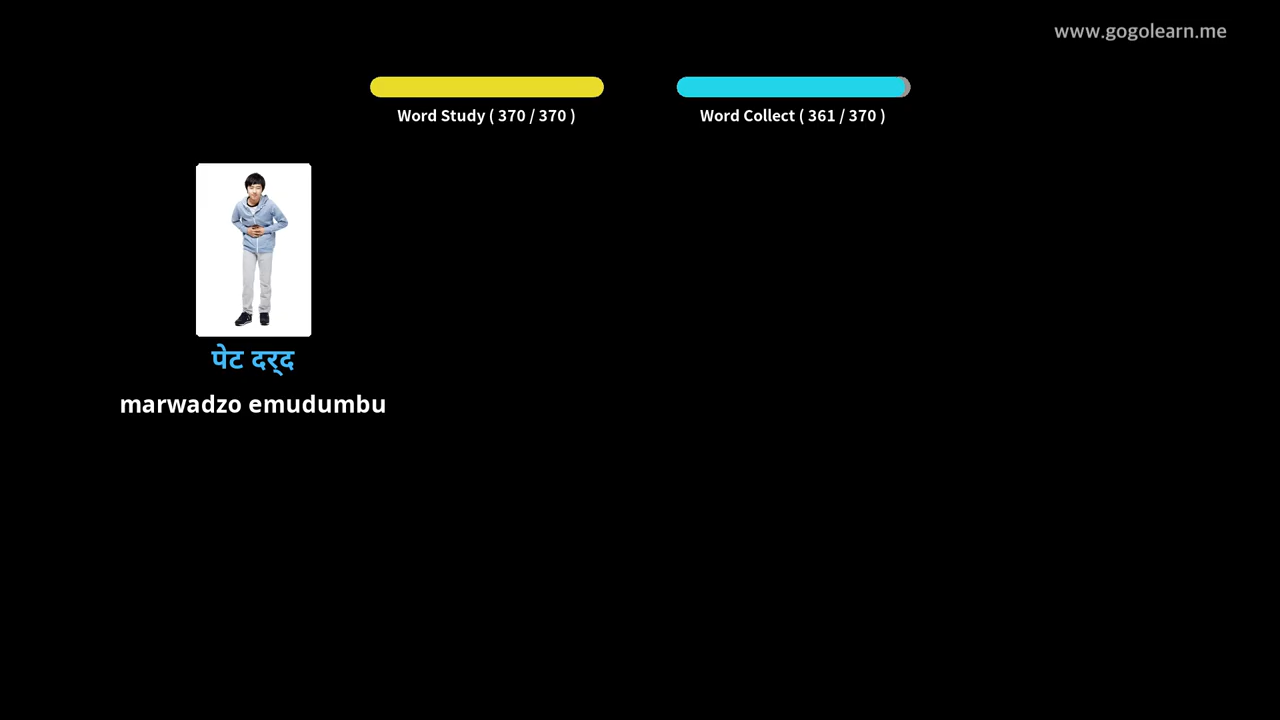 www.gogolearn.me
Word Study ( 370 / 370 )
Word Collect ( 361 / 370 )
पेट दर्द
marwadzo emudumbu